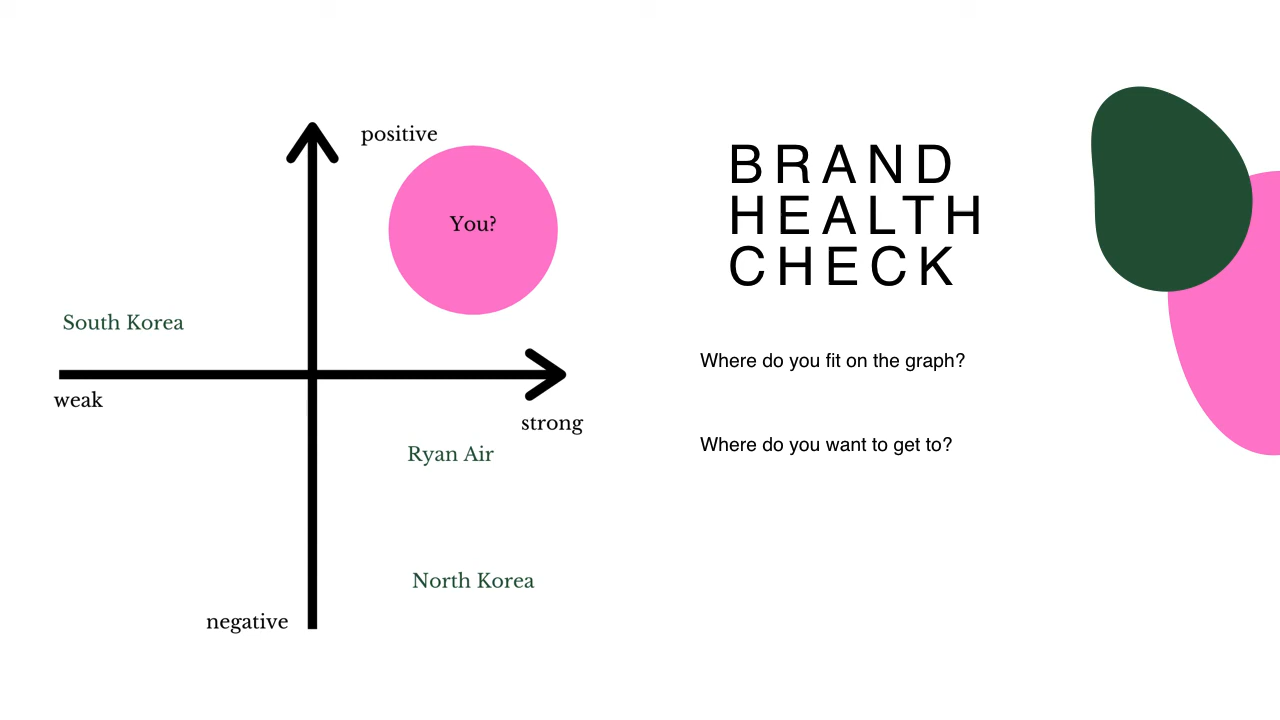 positive
You?
South Korea
weak
strong
Ryan Air
North Korea
negative
BRAND
HEALTH
CHECK
Where do you fit on the graph?
Where do you want to get to?